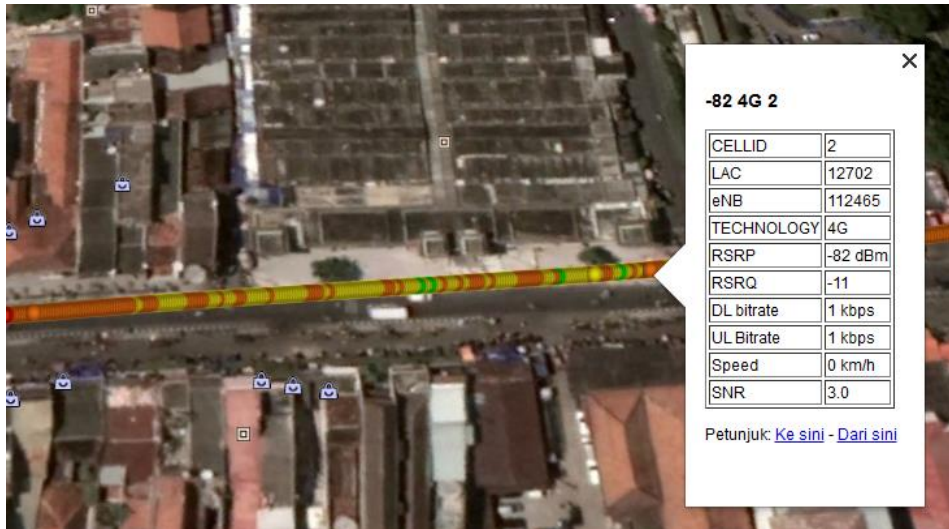 -82 4G 2
CELLID 2
LAC 12702
eNB 112465
TECHNOLOGY 4G
RSRP -82 dBm
RSRQ -11
DL bitrate 1 kbps
UL Bitrate 1 kbps
Speed 0 km/h
SNR 3.0
Petunjuk: Ke sini - Dari sini